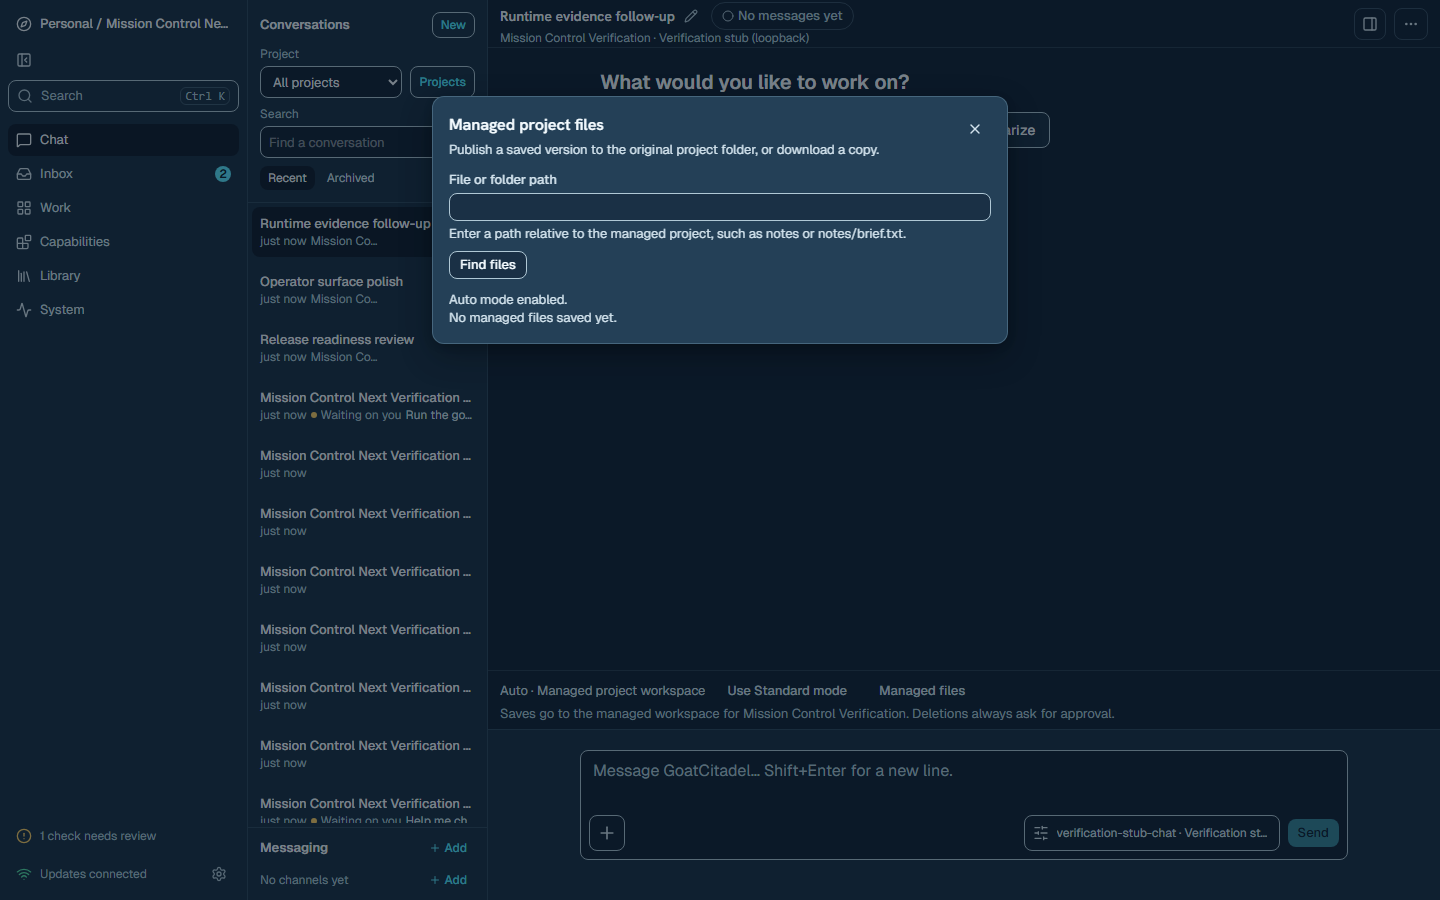 Personal / Mission Control Ne...
Search
Ctrl K
Chat
Inbox
2
Work
Capabilities
Library
System
1 check needs review
Updates connected
Conversations
New
Project
All projects
Projects
Search
Find a conversation
Recent
Archived
Runtime evidence follow-up
just now Mission Co...
Operator surface polish
just now Mission Co...
Release readiness review
just now Mission Co...
Mission Control Next Verification ...
just now Waiting on you Run the go...
Mission Control Next Verification ...
just now
Mission Control Next Verification ...
just now
Mission Control Next Verification ...
just now
Mission Control Next Verification ...
just now
Mission Control Next Verification ...
just now
Mission Control Next Verification ...
just now
Mission Control Next Verification ...
just now Waiting on you Help me ch
Messaging
+ Add
No channels yet
+ Add
Runtime evidence follow-up
No messages yet
Mission Control Verification · Verification stub (loopback)
What would you like to work on?
Managed project files
Publish a saved version to the original project folder, or download a copy.
File or folder path
Enter a path relative to the managed project, such as notes or notes/brief.txt.
Find files
Auto mode enabled.
No managed files saved yet.
Auto · Managed project workspace
Use Standard mode
Managed files
Saves go to the managed workspace for Mission Control Verification. Deletions always ask for approval.
Message GoatCitadel... Shift+Enter for a new line.
verification-stub-chat · Verification st...
Send